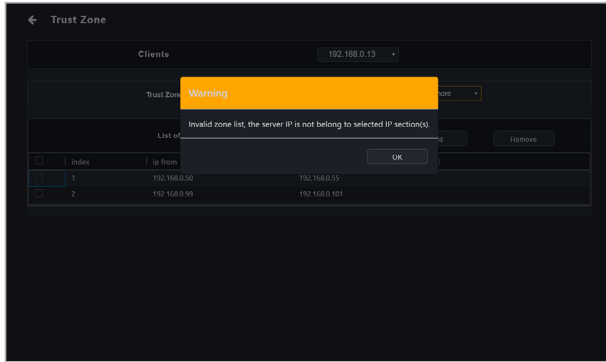 Trust Zone
Clients
192.168.0.13
Trust Zone
Warning
Invalid zone list, the server IP is not belong to selected IP section(s).
OK
List of
Remove
index
ip from
1
192.168.0.50
192.168.0.55
2
192.168.0.99
192.168.0.101